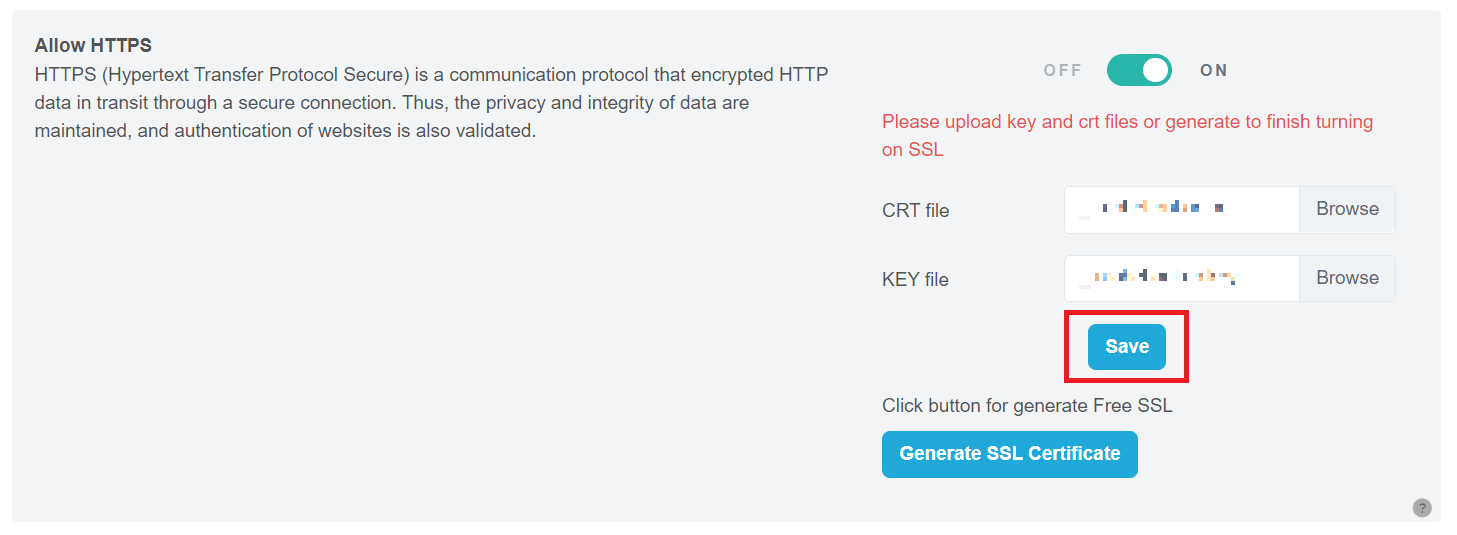 Allow HTTPS
HTTPS (Hypertext Transfer Protocol Secure) is a communication protocol that encrypted HTTP
data in transit through a secure connection. Thus, the privacy and integrity of data are
maintained, and authentication of websites is also validated.
OFF ON
Please upload key and crt files or generate to finish turning
on SSL
CRT file Browse
KEY file Browse
Save
Click button for generate Free SSL
Generate SSL Certificate
?